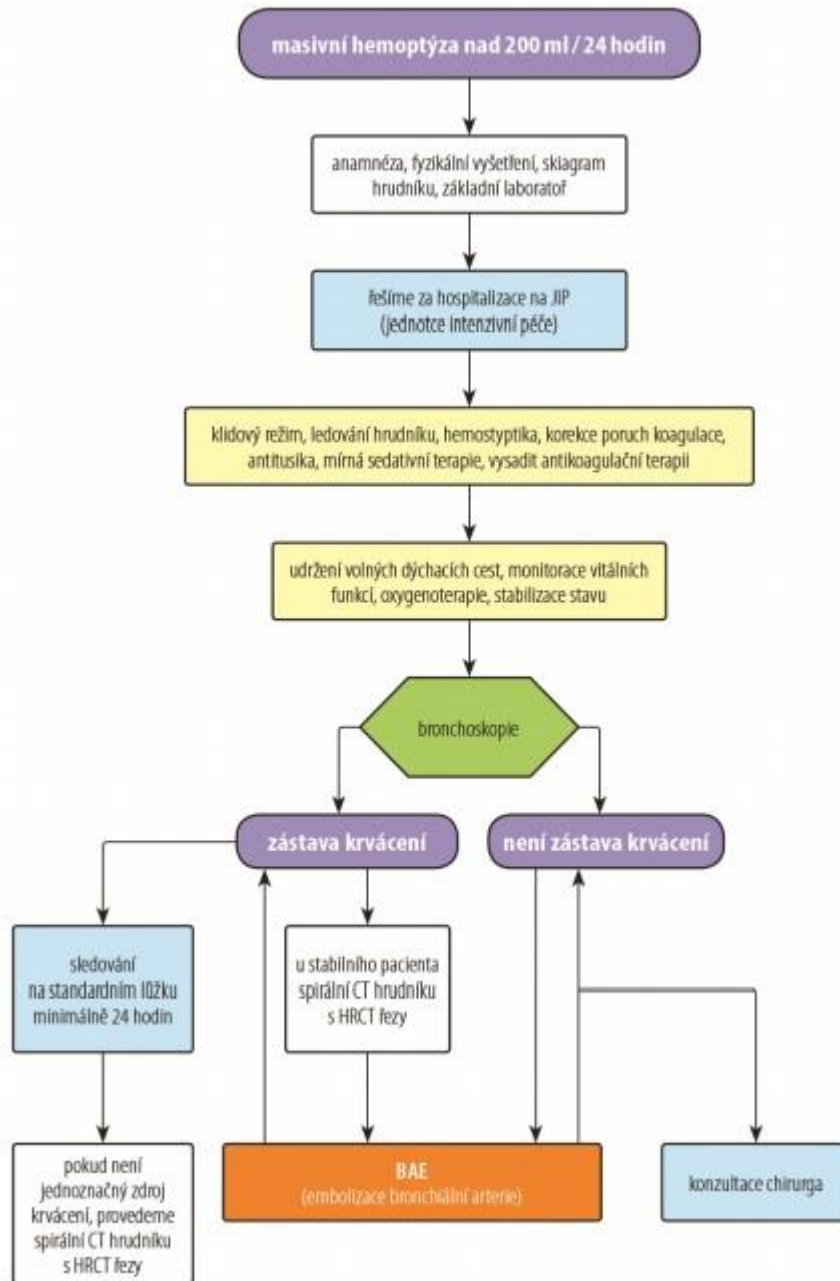 masivní hemoptýza nad 200 ml / 24 hodin
anamnéza, fyzikální vyšetření, skiagram
hrudníku, základní laboratoř
řešíme za hospitalizace na JIP
(jednotce intenzivní péče)
klidový režim, ledování hrudníku, hemostyptika, korekce poruch koagulace,
antitusika, mírná sedativní terapie, vysadit antikoagulační terapii
udržení volných dýchacích cest, monitorace vitálních
funkcí, oxygenoterapie, stabilizace stavu
bronchoskopie
zástava krvácení
není zástava krvácení
sledování
na standardním lůžku
minimálně 24 hodin
u stabilního pacienta
spirální CT hrudníku
s HRCT řezy
pokud není
jednoznačný zdroj
krvácení, provedeme
spirální CT hrudníku
s HRCT řezy
BAE
(embolizace bronchiální arterie)
konzultace chirurga